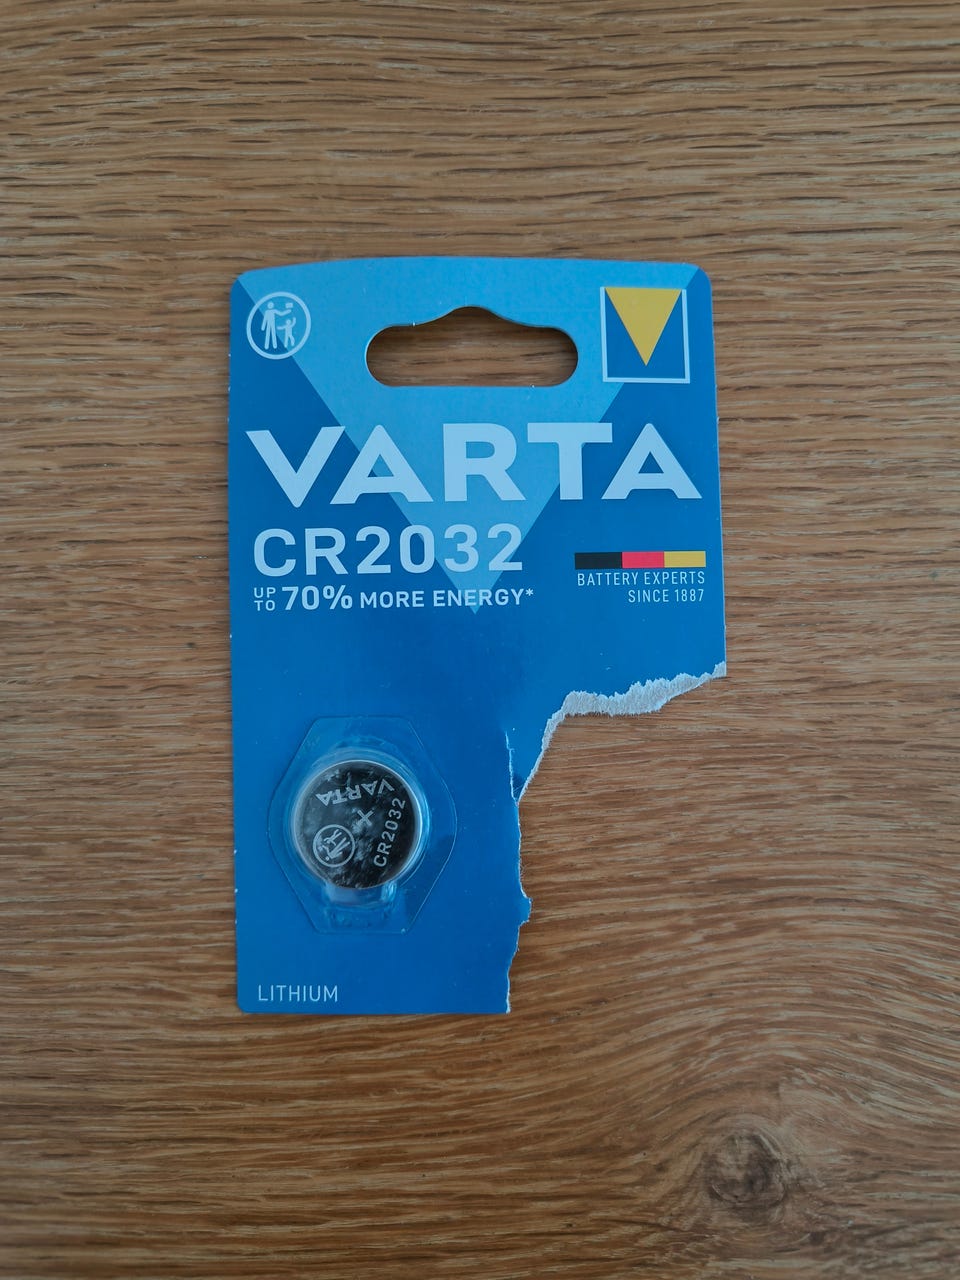 VARTA
CR2032
UP TO 70% MORE ENERGY*
BATTERY EXPERTS
SINCE 1887
VARTA
+
CR2032
LITHIUM